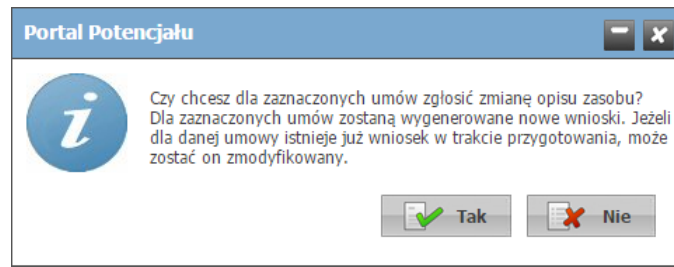 Portal Potencjału
Czy chcesz dla zaznaczonych umów zgłosić zmianę opisu zasobu?
Dla zaznaczonych umów zostaną wygenerowane nowe wnioski. Jeżeli
dla danej umowy istnieje już wniosek w trakcie przygotowania, może
zostać on zmodyfikowany.
Tak
Nie